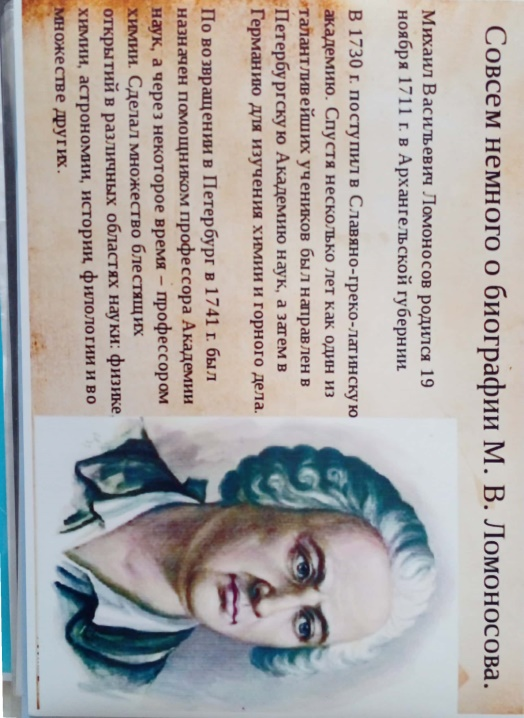 Совсем немного о биографии М. В. Ломоносова.
Михаил Васильевич Ломоносов родился 19
ноября 1711 г. в Архангельской губернии.
В 1730 г. поступил в Славяно-греко-латинскую
академию. Спустя несколько лет как один из
талантливейших учеников был направлен в
Петербургскую Академию наук, а затем в
Германию для изучения химии и горного дела.
По возвращении в Петербург в 1741 г. был
назначен помощником профессора Академии
наук, а через некоторое время – профессором
химии. Сделал множество блестящих
открытий в различных областях науки: физике,
химии, астрономии, истории, филологии и во
множестве других.